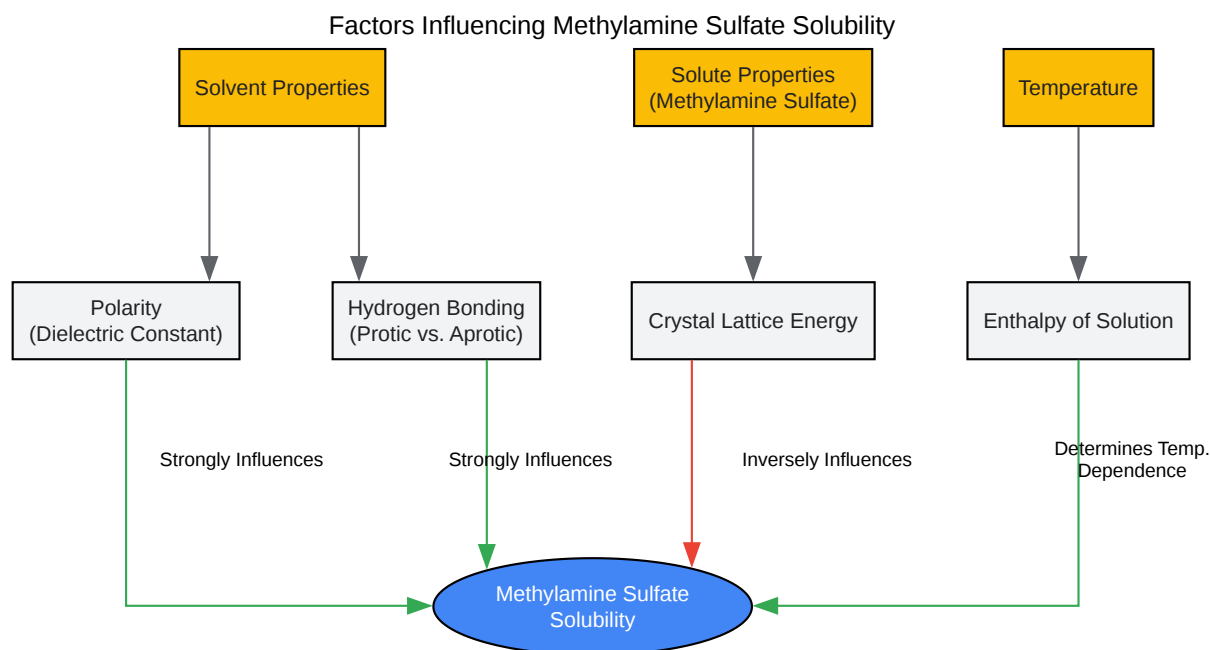 Factors Influencing Methylamine Sulfate Solubility
Solvent Properties
Solute Properties
(Methylamine Sulfate)
Temperature
Polarity
(Dielectric Constant)
Hydrogen Bonding
(Protic vs. Aprotic)
Crystal Lattice Energy
Enthalpy of Solution
Strongly Influences
Strongly Influences
Inversely Influences
Determines Temp.
Dependence
Methylamine Sulfate
Solubility